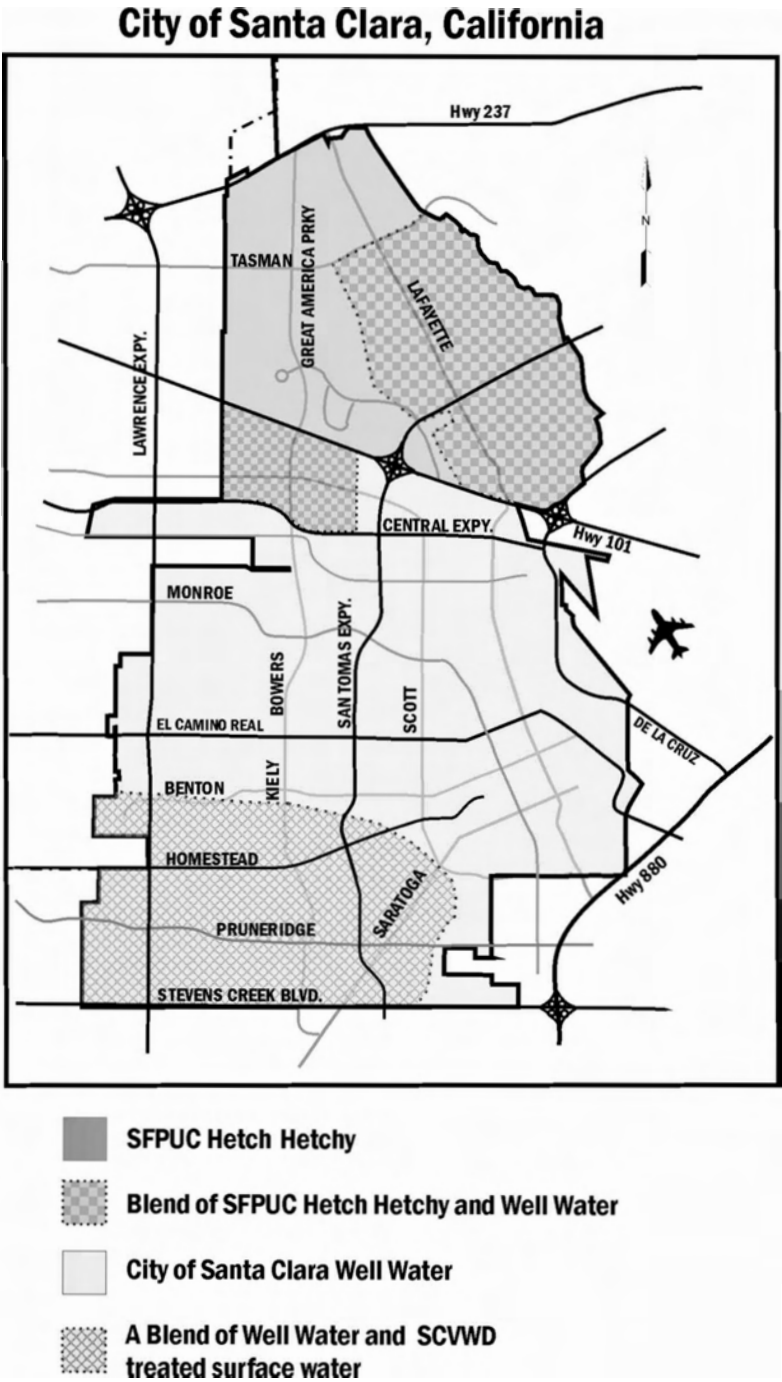 City of Santa Clara, California
Hwy 237
N
TASMAN
GREAT AMERICA PRKY
LAFAYETTE
LAWRENCE EXPY.
CENTRAL EXPY.
Hwy 101
MONROE
BOWERS
SAN TOMAS EXPY.
SCOTT
EL CAMINO REAL
DE LA CRUZ
KIELY
BENTON
HOMESTEAD
SARATOGA
Hwy 880
PRUNERIDGE
STEVENS CREEK BLVD.
SFPUC Hetch Hetchy
Blend of SFPUC Hetch Hetchy and Well Water
City of Santa Clara Well Water
A Blend of Well Water and SCVWD
treated surface water